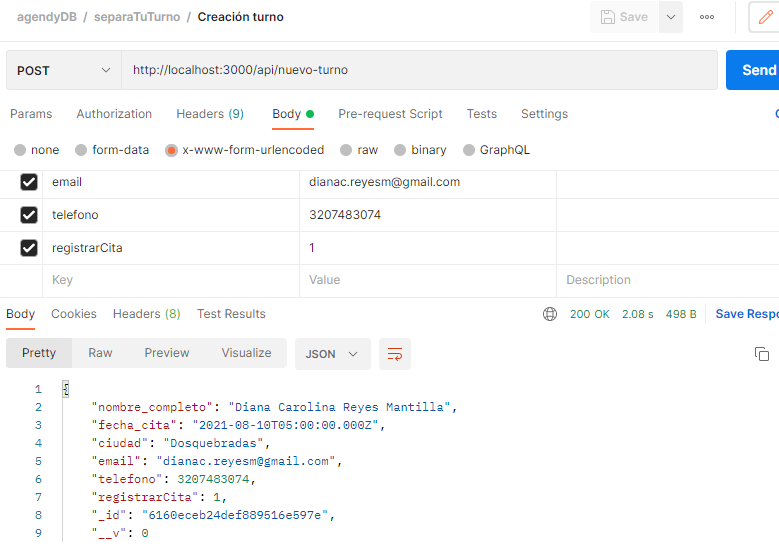 agendyDB / separaTuTurno / Creación turno
Save
POST http://localhost:3000/api/nuevo-turno Send
Params Authorization Headers (9) Body Pre-request Script Tests Settings
none form-data x-www-form-urlencoded raw binary GraphQL
email dianac.reyesm@gmail.com
telefono 3207483074
registrarCita 1
Key Value Description
Body Cookies Headers (8) Test Results 200 OK 2.08 s 498 B Save Respo
Pretty Raw Preview Visualize JSON
1 {
2 "nombre_completo": "Diana Carolina Reyes Mantilla",
3 "fecha_cita": "2021-08-10T05:00:00.000Z",
4 "ciudad": "Dosquebradas",
5 "email": "dianac.reyesm@gmail.com",
6 "telefono": 3207483074,
7 "registrarCita": 1,
8 "_id": "6160eceb24def889516e597e",
9 "__v": 0